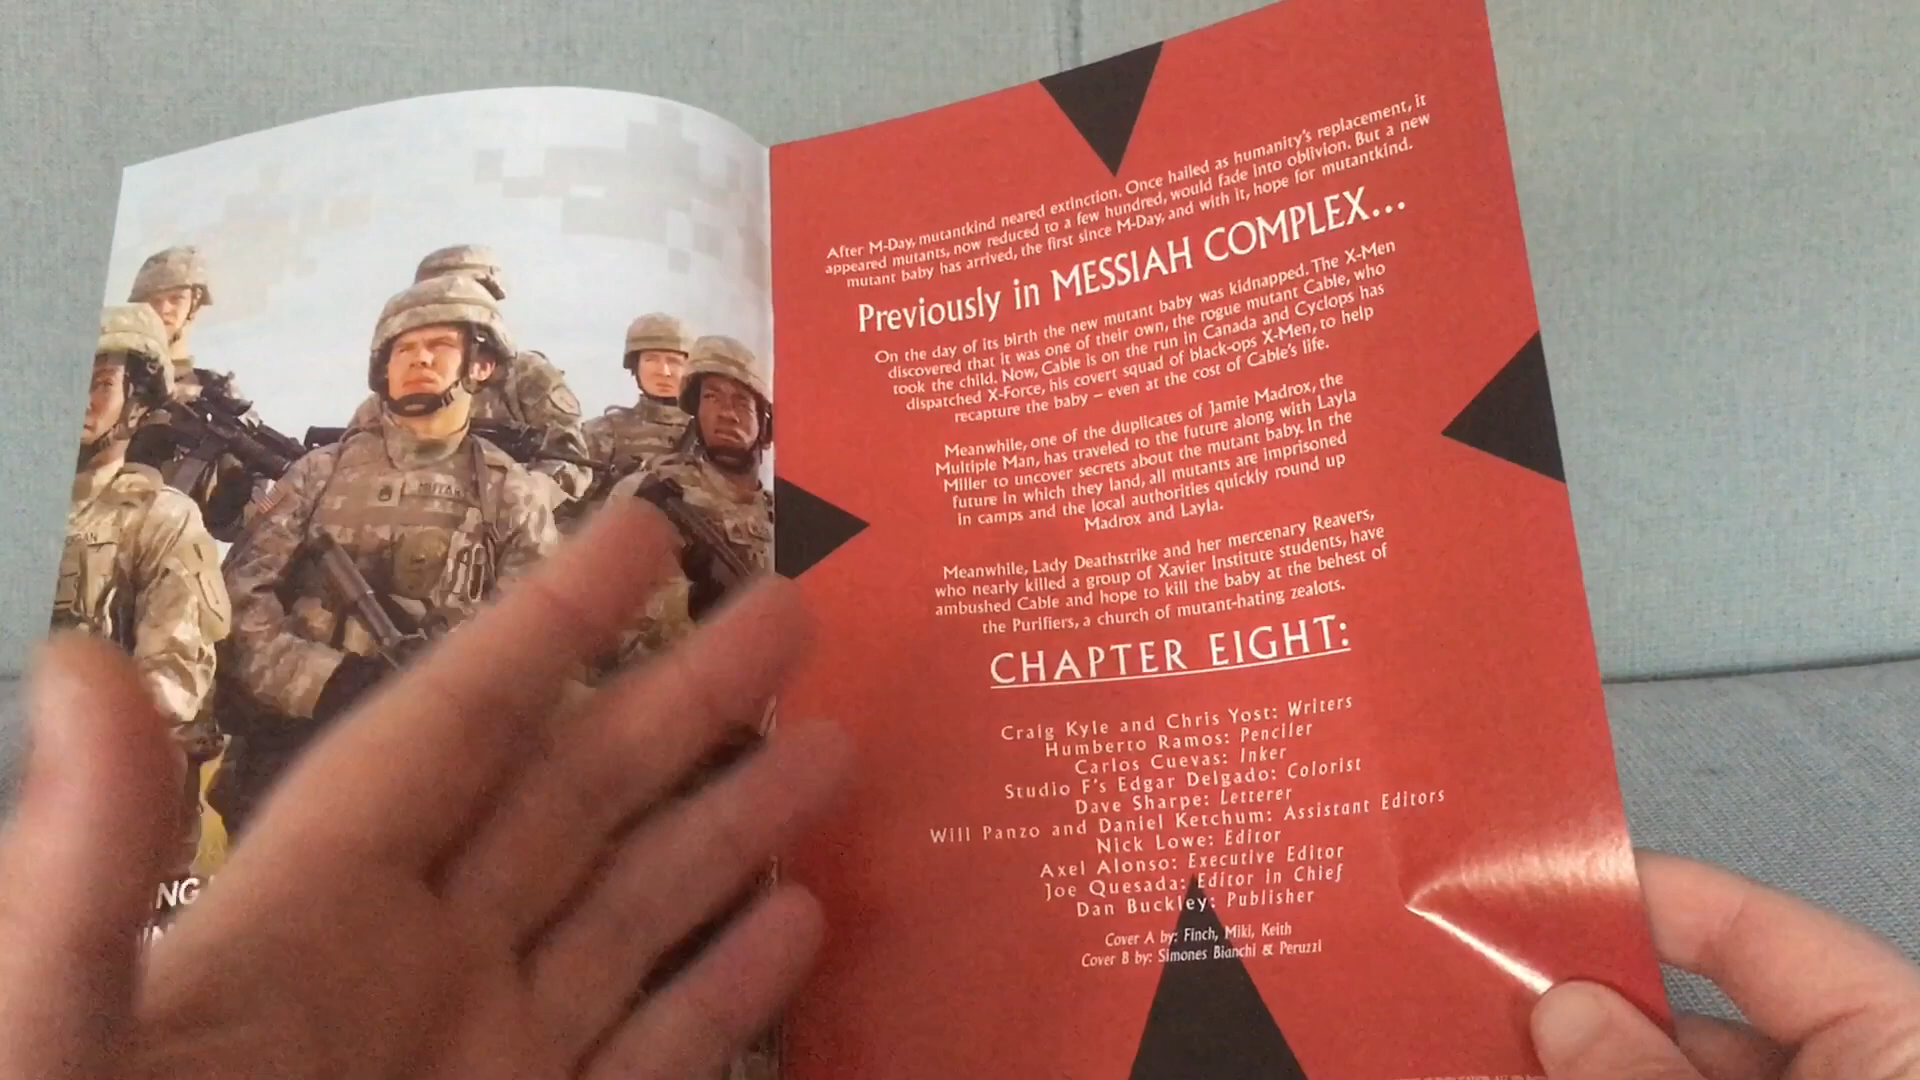 After M-Day, mutantkind neared extinction. Once hailed as humanity's replacement, it
appeared mutants, now reduced to a few hundred, would fade into oblivion. But a new
mutant baby has arrived, the first since M-Day, and with it, hope for mutantkind.
Previously in MESSIAH COMPLEX...
On the day of its birth the new mutant baby was kidnapped. The X-Men
discovered that it was one of their own, the rogue mutant Cable, who
took the child. Now, Cable is on the run in Canada and Cyclops has
dispatched X-Force, his covert squad of black-ops X-Men, to help
recapture the baby – even at the cost of Cable's life.
Meanwhile, one of the duplicates of Jamie Madrox, the
Multiple Man, has traveled to the future along with Layla
Miller to uncover secrets about the mutant baby. In the
future in which they land, all mutants are imprisoned
in camps and the local authorities quickly round up
Madrox and Layla.
Meanwhile, Lady Deathstrike and her mercenary Reavers,
who nearly killed a group of Xavier Institute students, have
ambushed Cable and hope to kill the baby at the behest of
the Purifiers, a church of mutant-hating zealots.
CHAPTER EIGHT:
Craig Kyle and Chris Yost: Writers
Humberto Ramos: Penciler
Carlos Cuevas: Inker
Studio F's Edgar Delgado: Colorist
Dave Sharpe: Letterer
Will Panzo and Daniel Ketchum: Assistant Editors
Nick Lowe: Editor
Axel Alonso: Executive Editor
Joe Quesada: Editor in Chief
Dan Buckley: Publisher
Cover A by: Finch, Miki, Keith
Cover B by: Simones Bianchi & Peruzzi